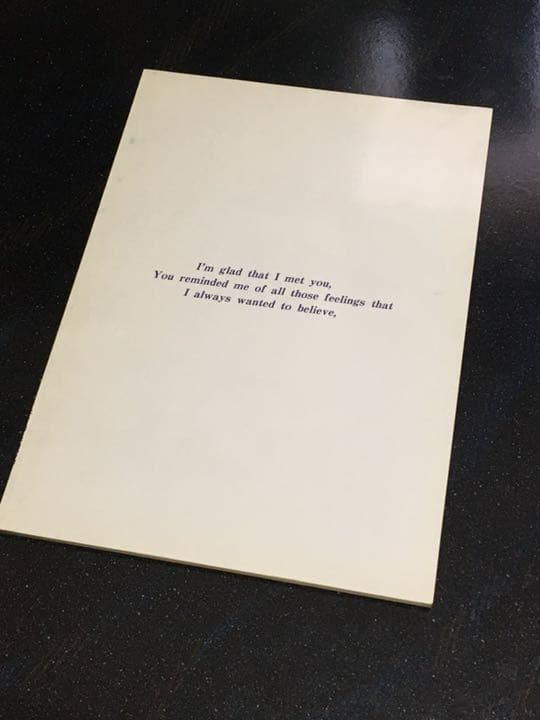 I'm glad that I met you,
You reminded me of all those feelings that
I always wanted to believe,